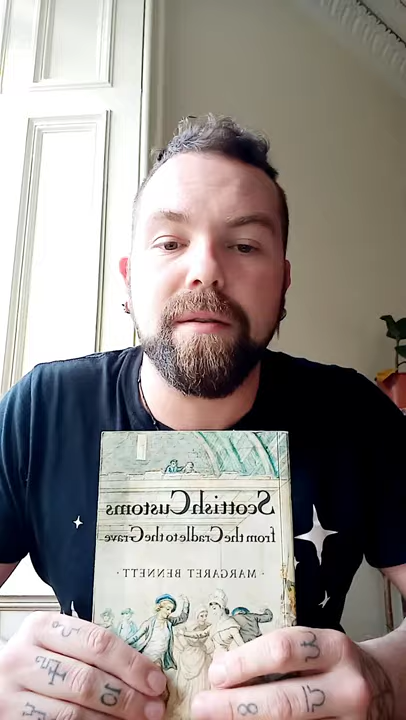 Scottish Customs
from the Cradle to the Grave
· MARGARET BENNETT ·